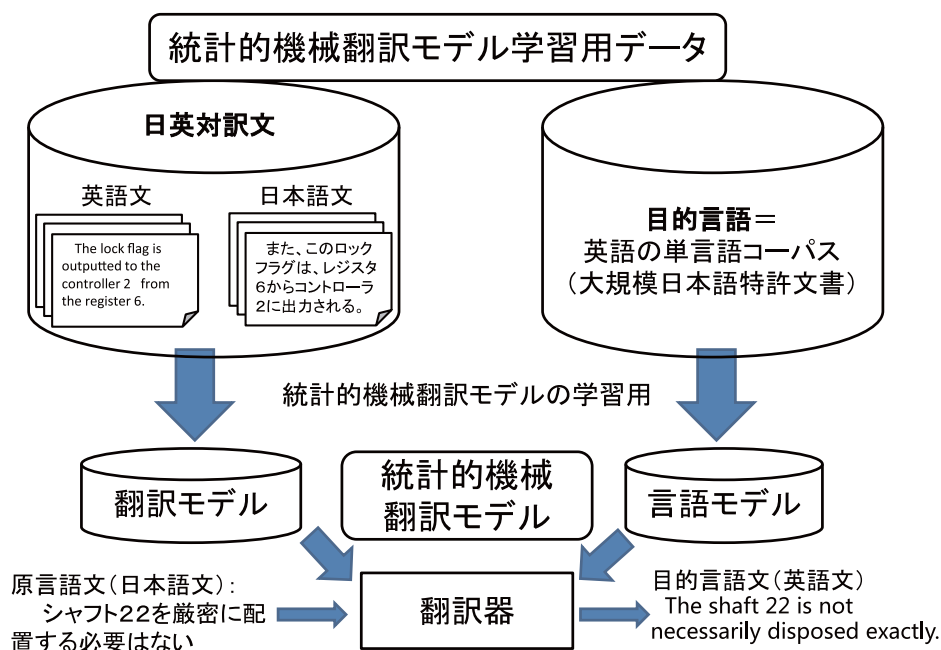 統計的機械翻訳モデル学習用データ
日英対訳文
英語文
The lock flag is
outputted to the
controller 2 from
the register 6.
日本語文
また、このロック
フラグは、レジスタ
6からコントローラ
2に出力される。
目的言語＝
英語の単言語コーパス
（大規模日本語特許文書）
統計的機械翻訳モデルの学習用
翻訳モデル
統計的機械
翻訳モデル
言語モデル
原言語文（日本語文）：
シャフト２２を厳密に配
置する必要はない
翻訳器
目的言語文（英語文）
The shaft 22 is not
necessarily disposed exactly.